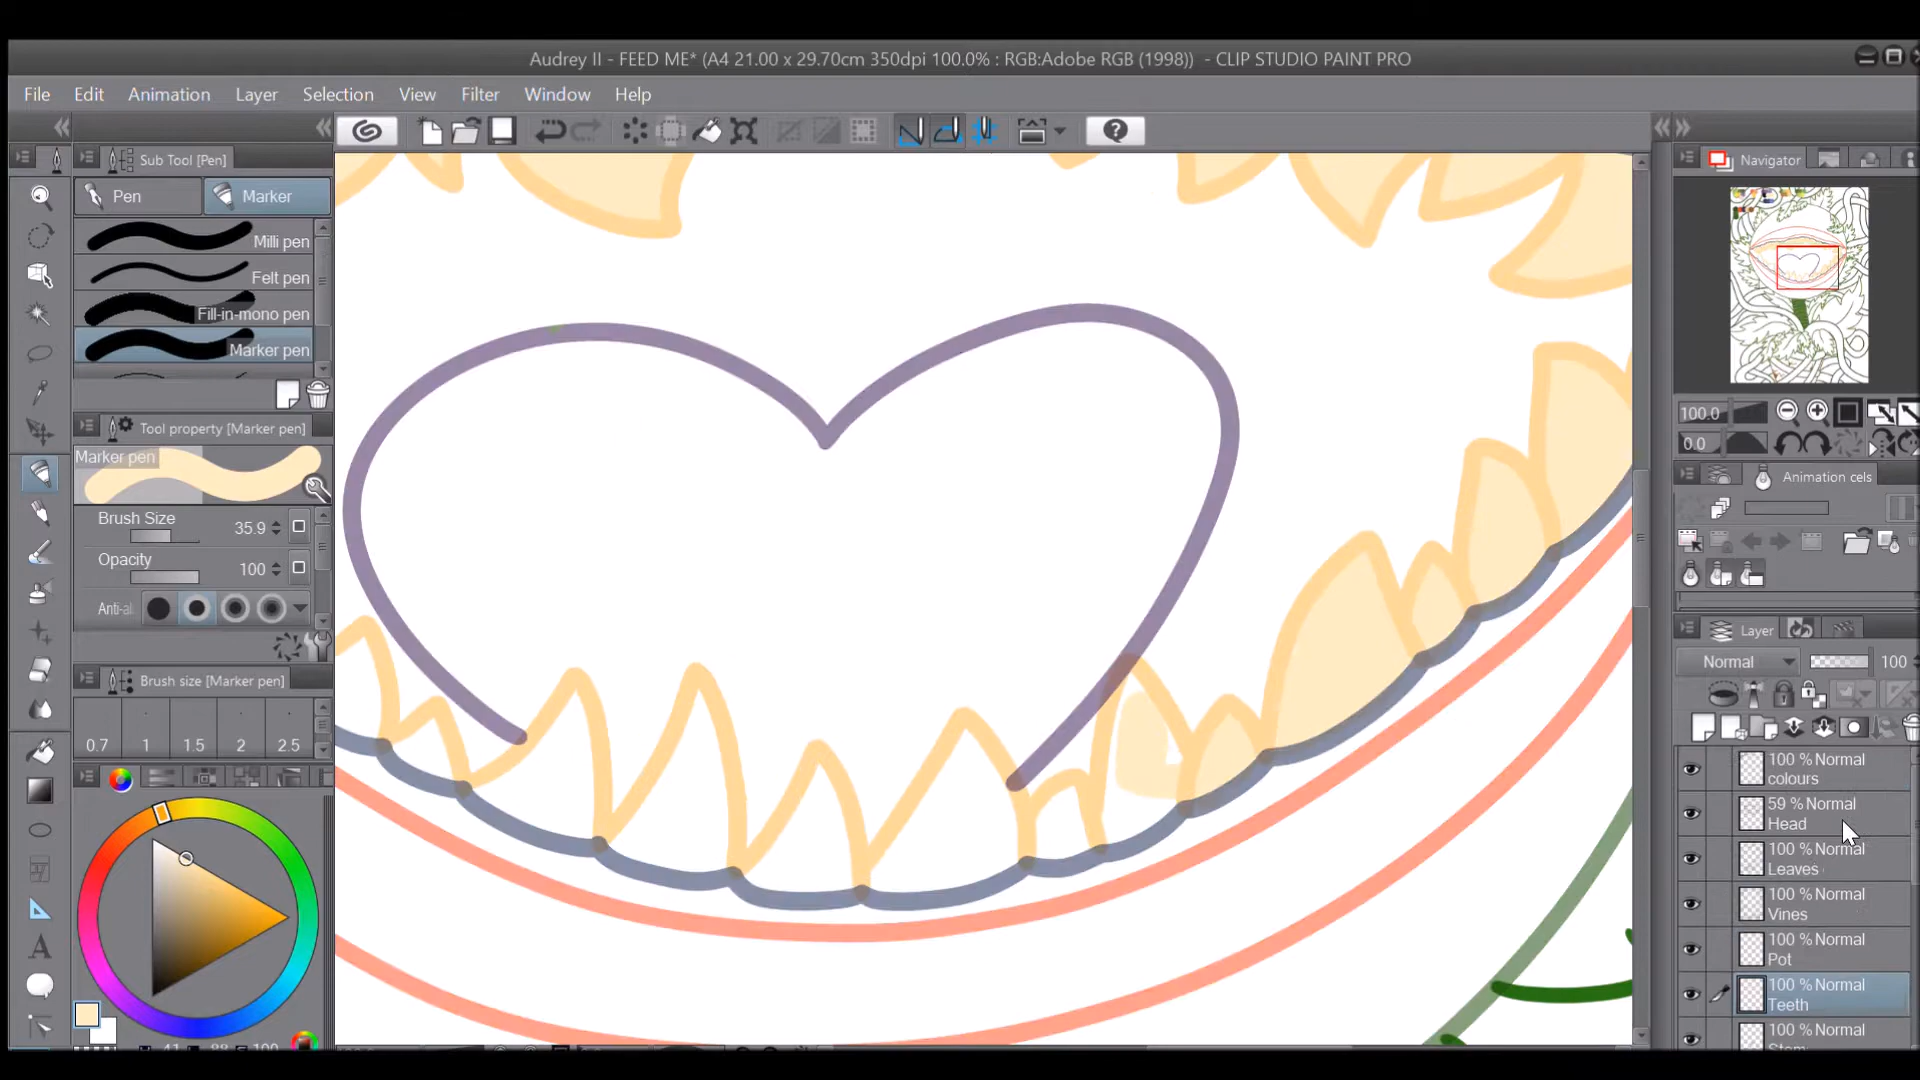 Audrey II - FEED ME* (A4 21.00 x 29.70cm 350dpi 100.0% : RGB:Adobe RGB (1998)) - CLIP STUDIO PAINT PRO
File Edit Animation Layer Selection View Filter Window Help
Sub Tool [Pen]
Pen Marker
Milli pen
Felt pen
Fill-in-mono pen
Marker pen
Tool property [Marker pen]
Marker pen
Brush Size 35.9
Opacity 100
Anti-al
Brush size [Marker pen]
0.7 1 1.5 2 2.5
Navigator
100.0
0.0
Animation cels
Layer
Normal 100
100 % Normal
colours
59 % Normal
Head
100 % Normal
Leaves
100 % Normal
Vines
100 % Normal
Pot
100 % Normal
Teeth
100 % Normal
Stem